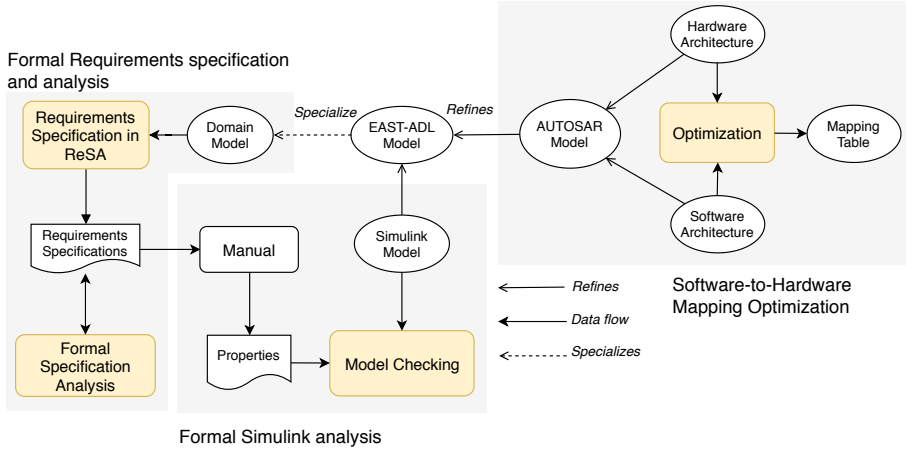 Formal Requirements specification
and analysis
Requirements
Specification in
ReSA
Domain
Model
Specialize
EAST-ADL
Model
Refines
AUTOSAR
Model
Hardware
Architecture
Optimization
Mapping
Table
Software
Architecture
Requirements
Specifications
Manual
Simulink
Model
Formal
Specification
Analysis
Properties
Model Checking
Refines
Data flow
Specializes
Software-to-Hardware
Mapping Optimization
Formal Simulink analysis